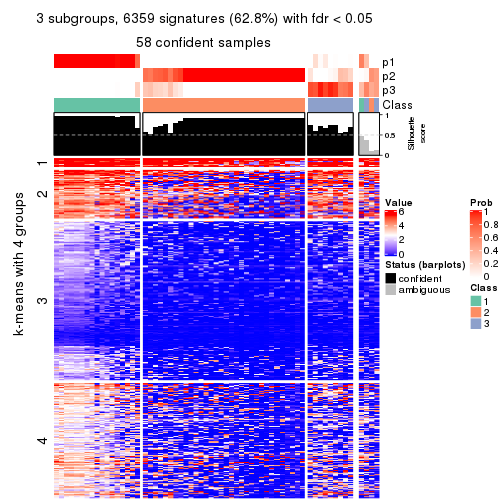 3 subgroups, 6359 signatures (62.8%) with fdr < 0.05
58 confident samples
p1
p2
p3
Class
1
0.5
0
Silhouette
score
k-means with 4 groups
1
2
3
4
Value
6
4
2
0
Status (barplots)
confident
ambiguous
Prob
1
0.8
0.6
0.4
0.2
0
Class
1
2
3